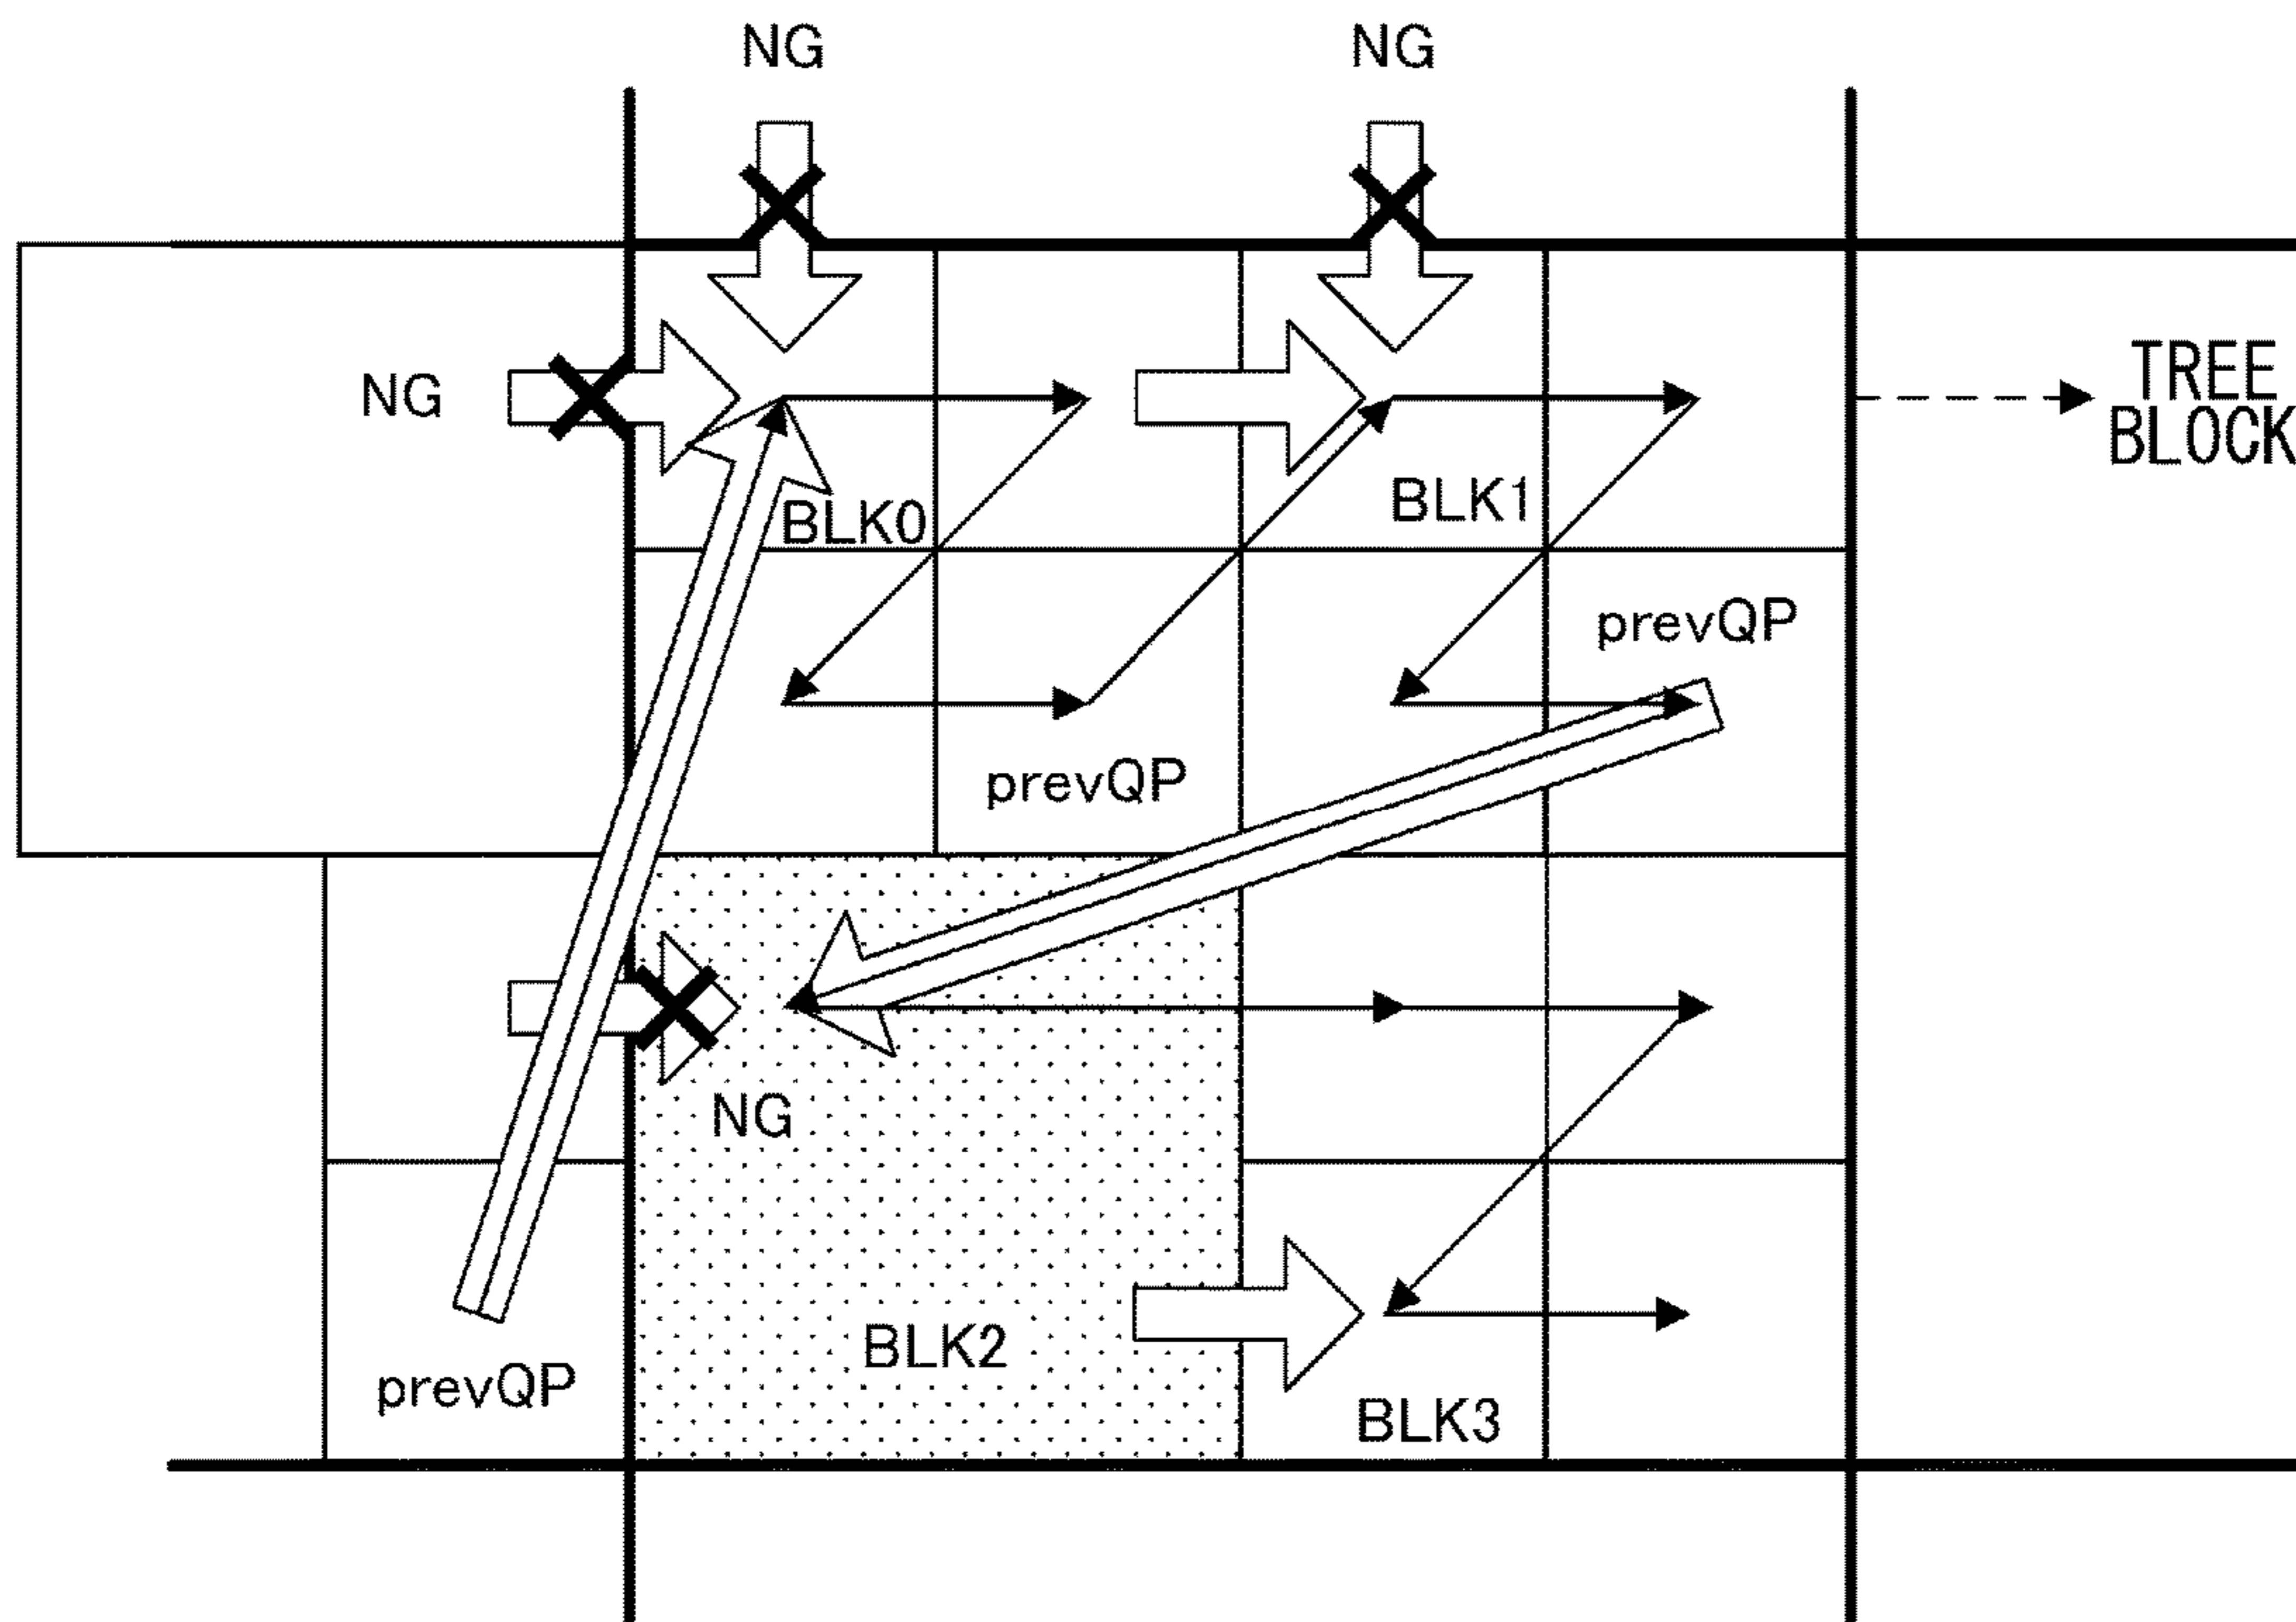 NG
NG
NG
TREE
BLOCK
BLK0
BLK1
prevQP
prevQP
NG
BLK2
prevQP
BLK3